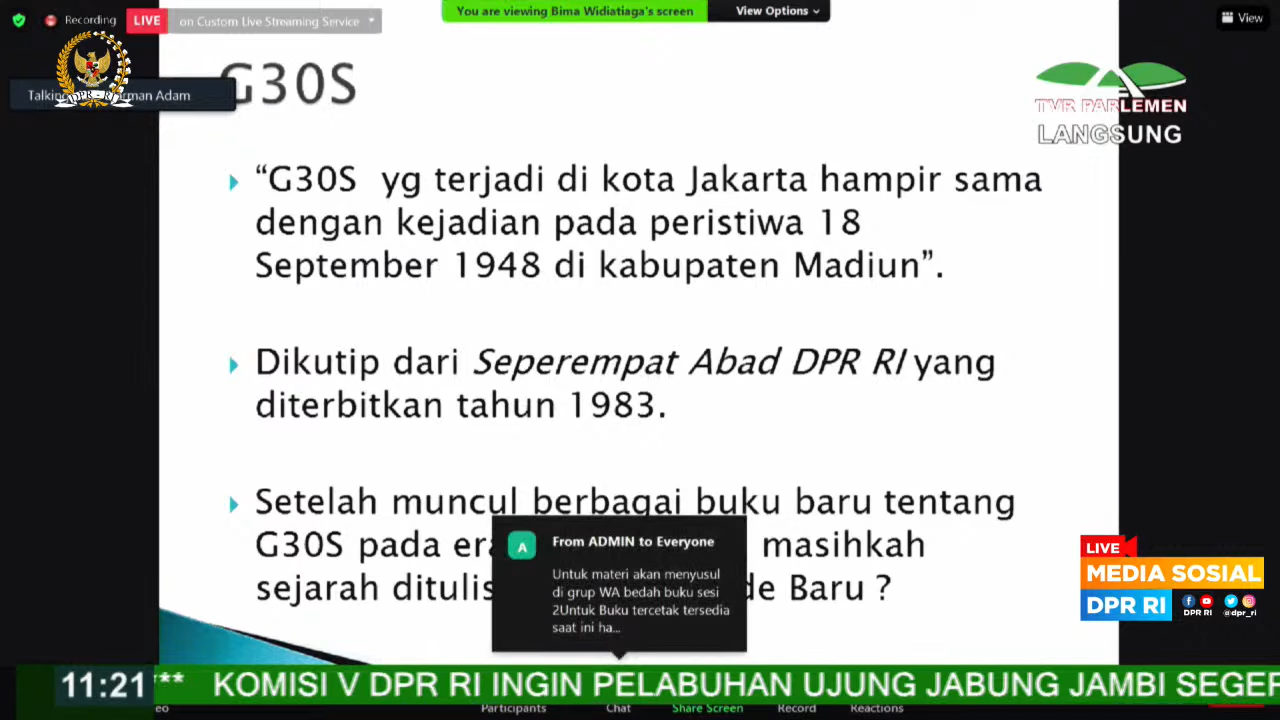 Recording
LIVE
on Custom Live Streaming Service
You are viewing Bima Widiatiaga's screen
View Options
View
DPR - RI
Adam
TVR PARLEMEN
LANGSUNG
G30S
“G30S yg terjadi di kota Jakarta hampir sama
dengan kejadian pada peristiwa 18
September 1948 di kabupaten Madiun”.
Dikutip dari Seperempat Abad DPR RI yang
diterbitkan tahun 1983.
Setelah muncul berbagai buku baru tentang
G30S pada masihkah
sejarah Baru ?
A
From ADMIN to Everyone
Untuk materi akan menyusul
di grup WA bedah buku sesi
2Untuk Buku tercetak tersedia
saat ini ha...
LIVE
MEDIA SOSIAL
DPR RI
DPR RI
@dpr_ri
11:21 ** KOMISI V DPR RI INGIN PELABUHAN UJUNG JABUNG JAMBI SEGER
Participants
Chat
Share Screen
Record
Reactions